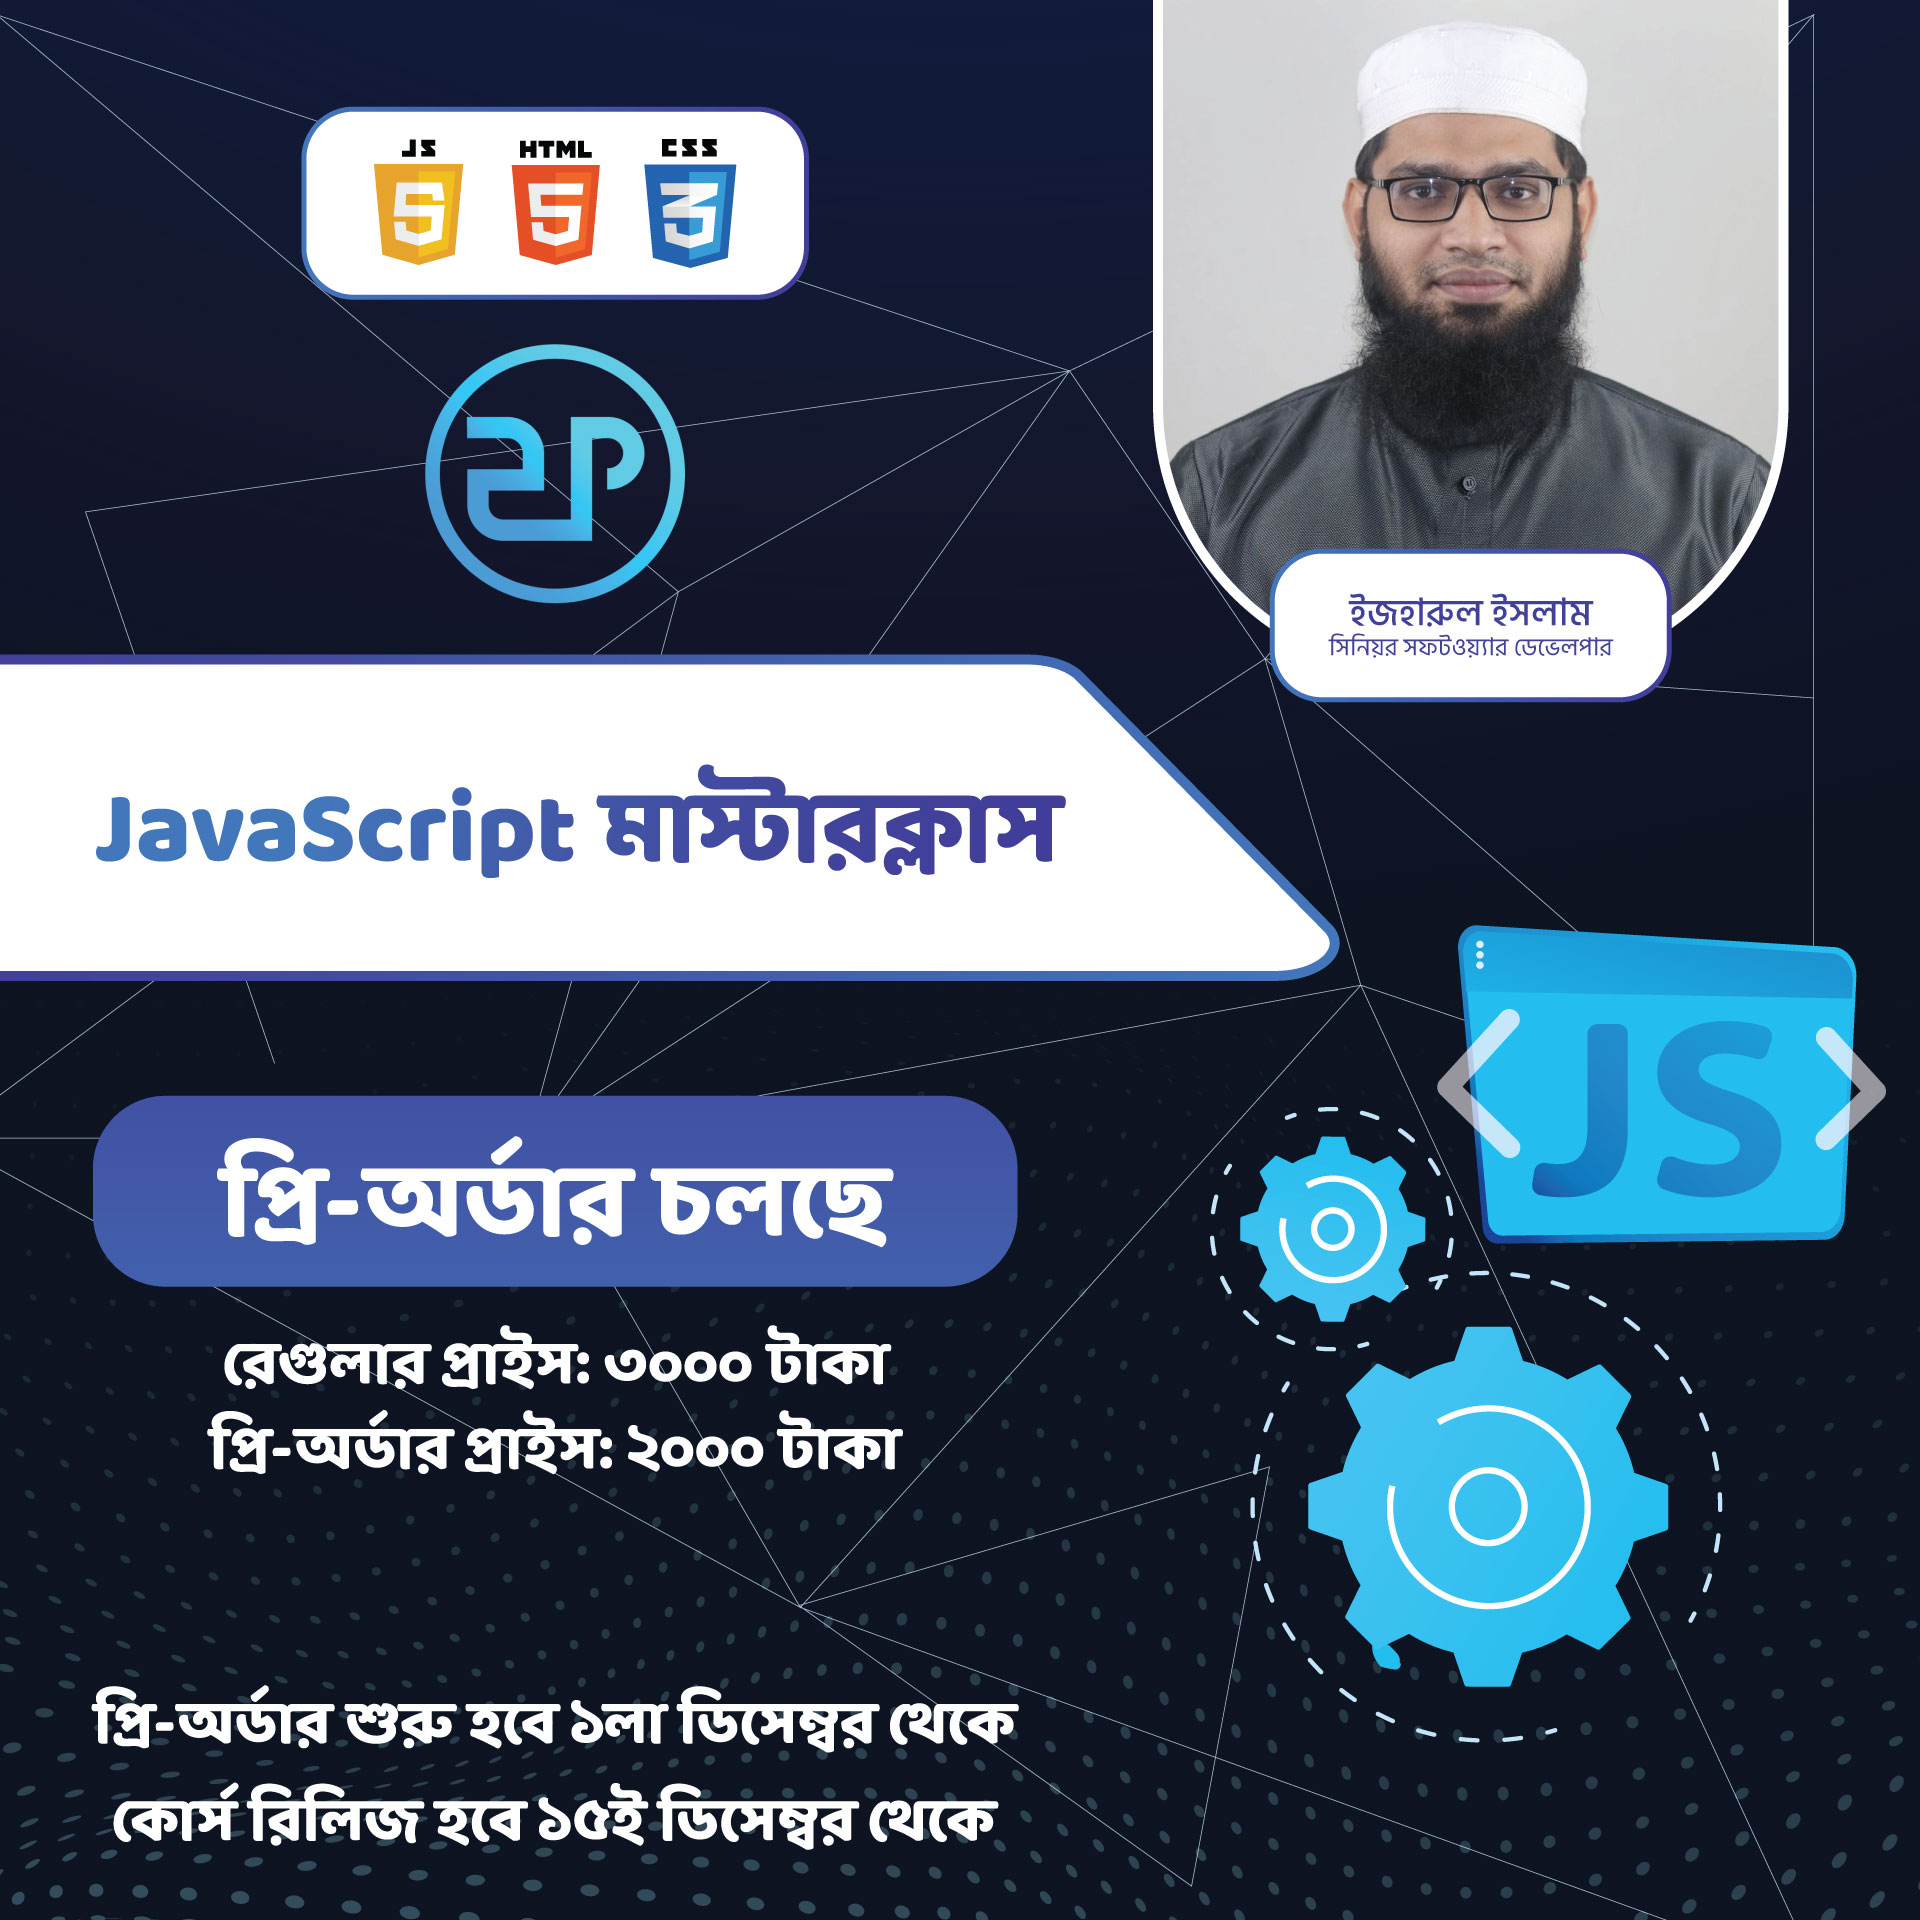 JS HTML CSS
ইজহারুল ইসলাম
সিনিয়র সফটওয়্যার ডেভেলপার
JavaScript মাস্টারক্লাস
JS
প্রি-অর্ডার চলছে
রেগুলার প্রাইস: ৩০০০ টাকা
প্রি-অর্ডার প্রাইস: ২০০০ টাকা
প্রি-অর্ডার শুরু হবে ১লা ডিসেম্বর থেকে
কোর্স রিলিজ হবে ১৫ই ডিসেম্বর থেকে